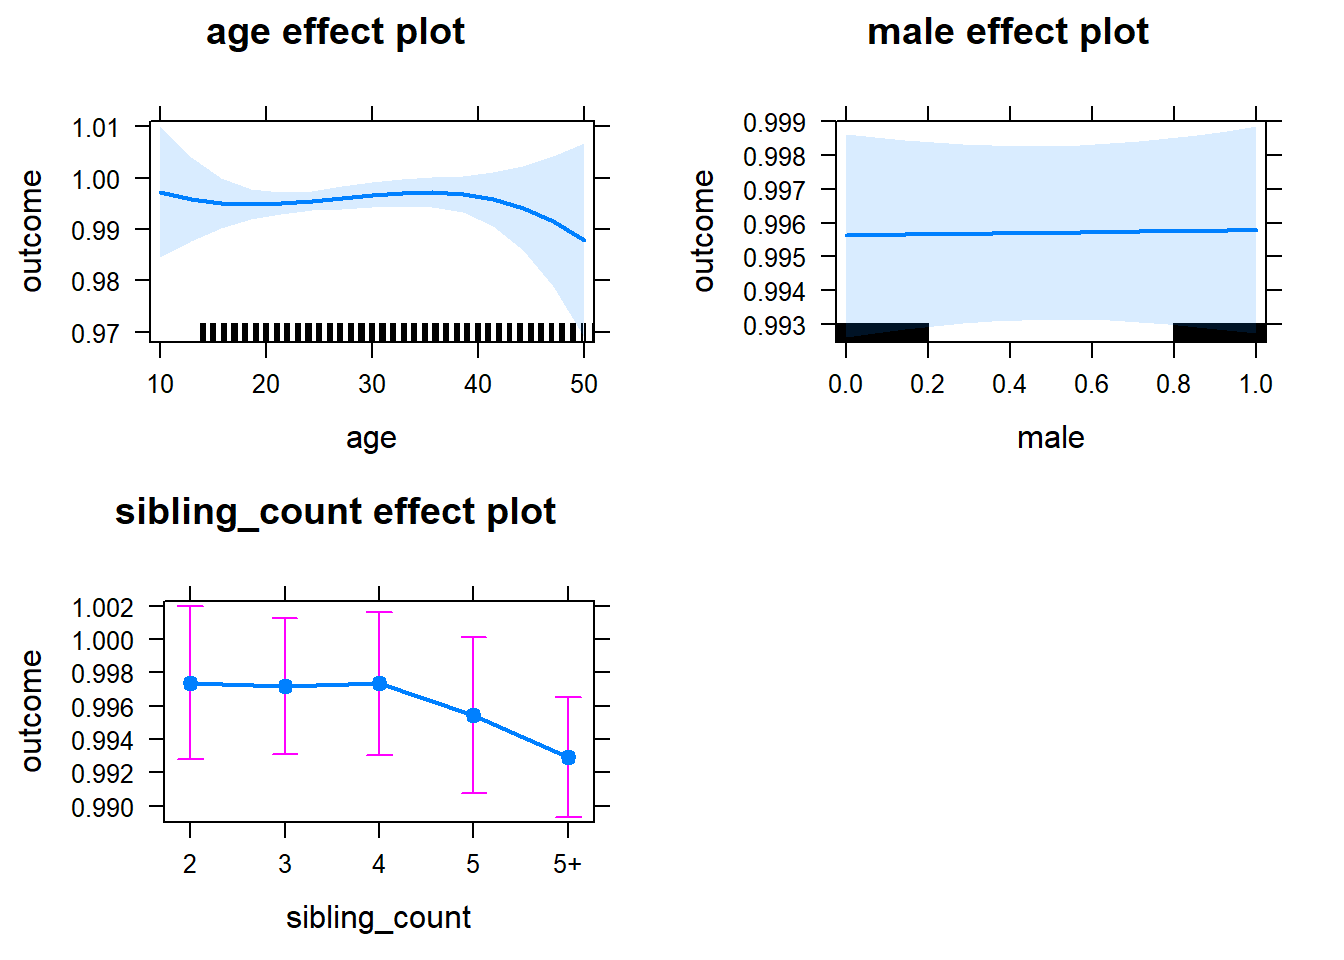 age effect plot
outcome
1.01
1.00
0.99
0.98
0.97
10 20 30 40 50
age
male effect plot
outcome
0.999
0.998
0.997
0.996
0.995
0.994
0.993
0.0 0.2 0.4 0.6 0.8 1.0
male
sibling_count effect plot
outcome
1.002
1.000
0.998
0.996
0.994
0.992
0.990
2 3 4 5 5+
sibling_count